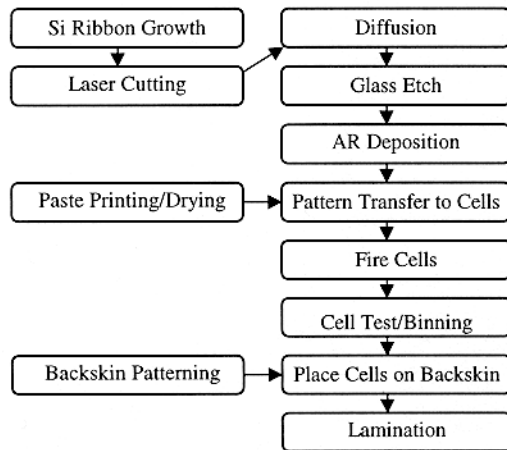 Si Ribbon Growth
Laser Cutting
Diffusion
Glass Etch
AR Deposition
Paste Printing/Drying
Pattern Transfer to Cells
Fire Cells
Cell Test/Binning
Backskin Patterning
Place Cells on Backskin
Lamination